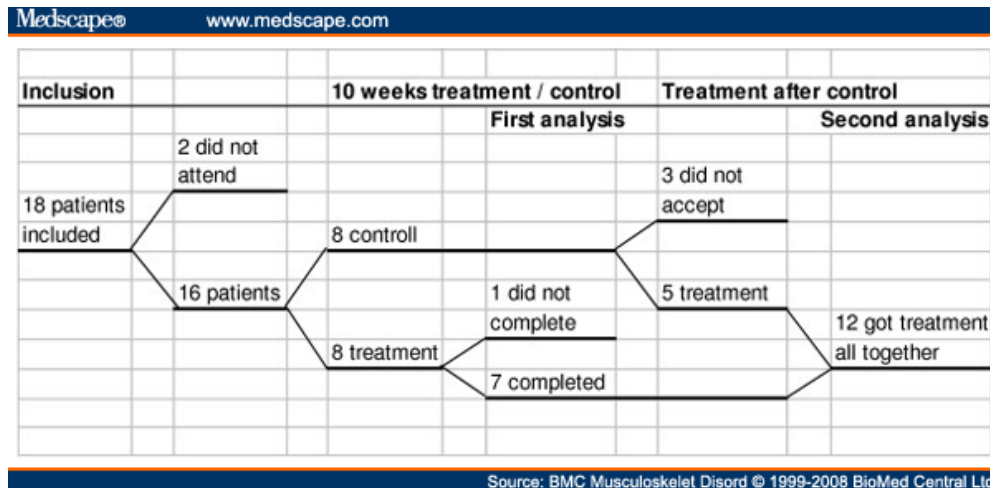 Medscape® www.medscape.com
Inclusion 10 weeks treatment / control Treatment after control
First analysis Second analysis
2 did not
attend
18 patients
included
16 patients
8 controll
8 treatment
1 did not
complete
7 completed
3 did not
accept
5 treatment
12 got treatment
all together
Source: BMC Musculoskelet Disord © 1999-2008 BioMed Central Ltd